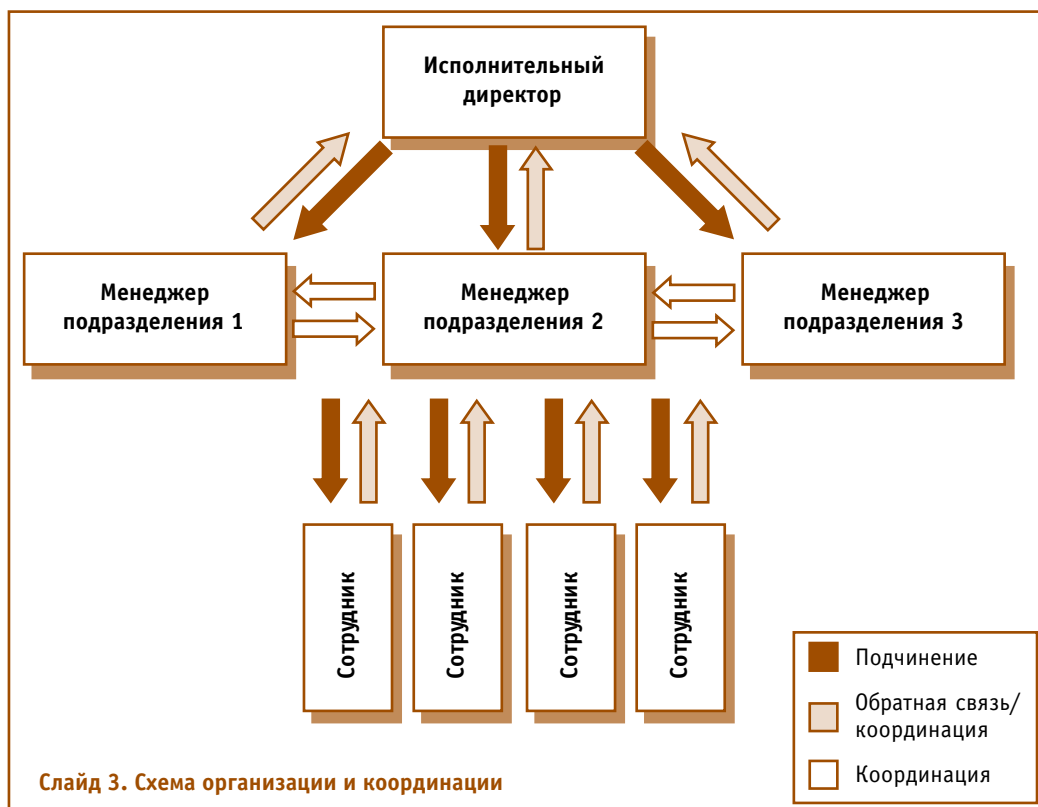 Исполнительный
директор
Менеджер
подразделения 1
Менеджер
подразделения 2
Менеджер
подразделения 3
Сотрудник
Сотрудник
Сотрудник
Сотрудник
Подчинение
Обратная связь/
координация
Координация
Слайд 3. Схема организации и координации